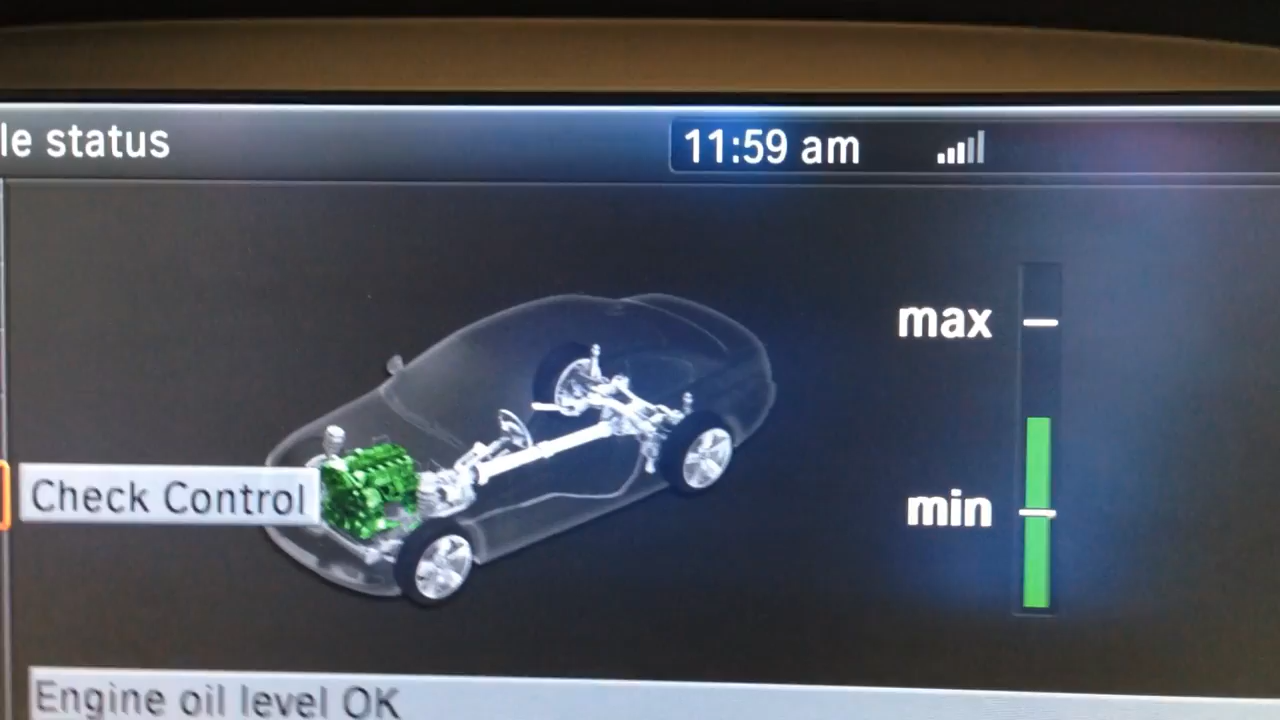 le status
11:59 am
max
min
Check Control
Engine oil level OK